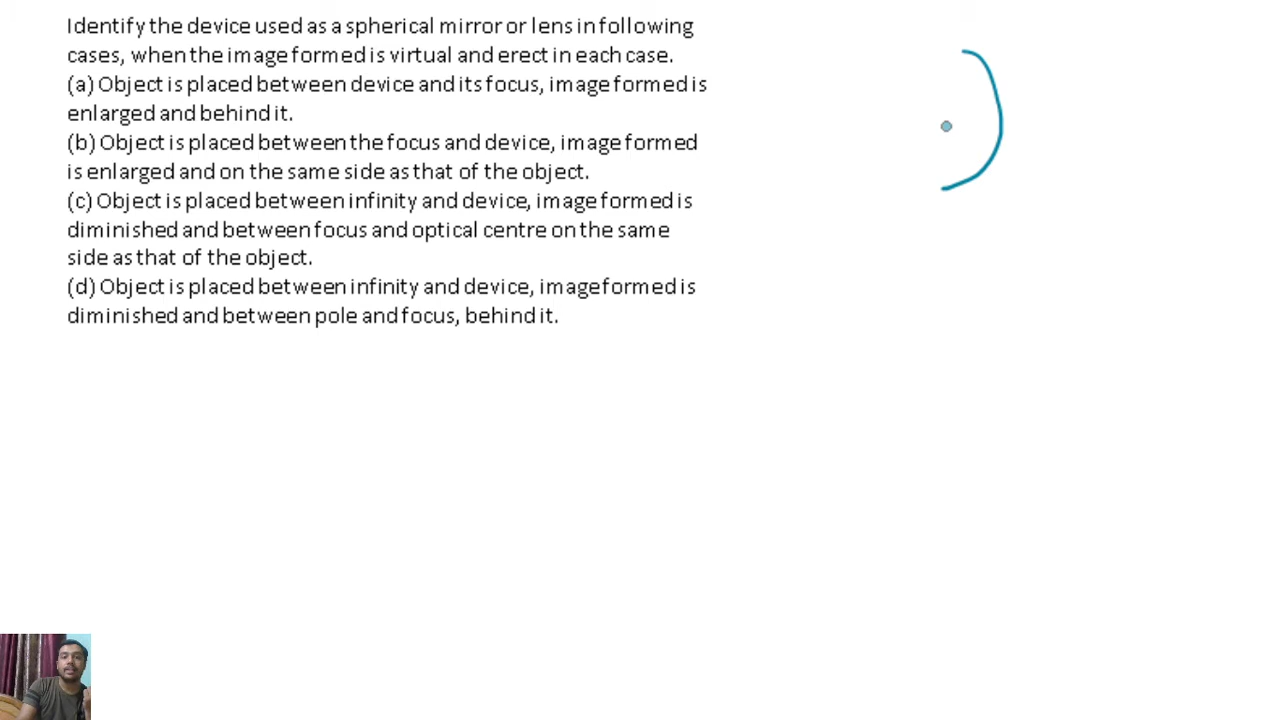 Identify the device used as a spherical mirror or lens in following
cases, when the image formed is virtual and erect in each case.
(a) Object is placed between device and its focus, image formed is
enlarged and behind it.
(b) Object is placed between the focus and device, image formed
is enlarged and on the same side as that of the object.
(c) Object is placed between infinity and device, image formed is
diminished and between focus and optical centre on the same
side as that of the object.
(d) Object is placed between infinity and device, image formed is
diminished and between pole and focus, behind it.